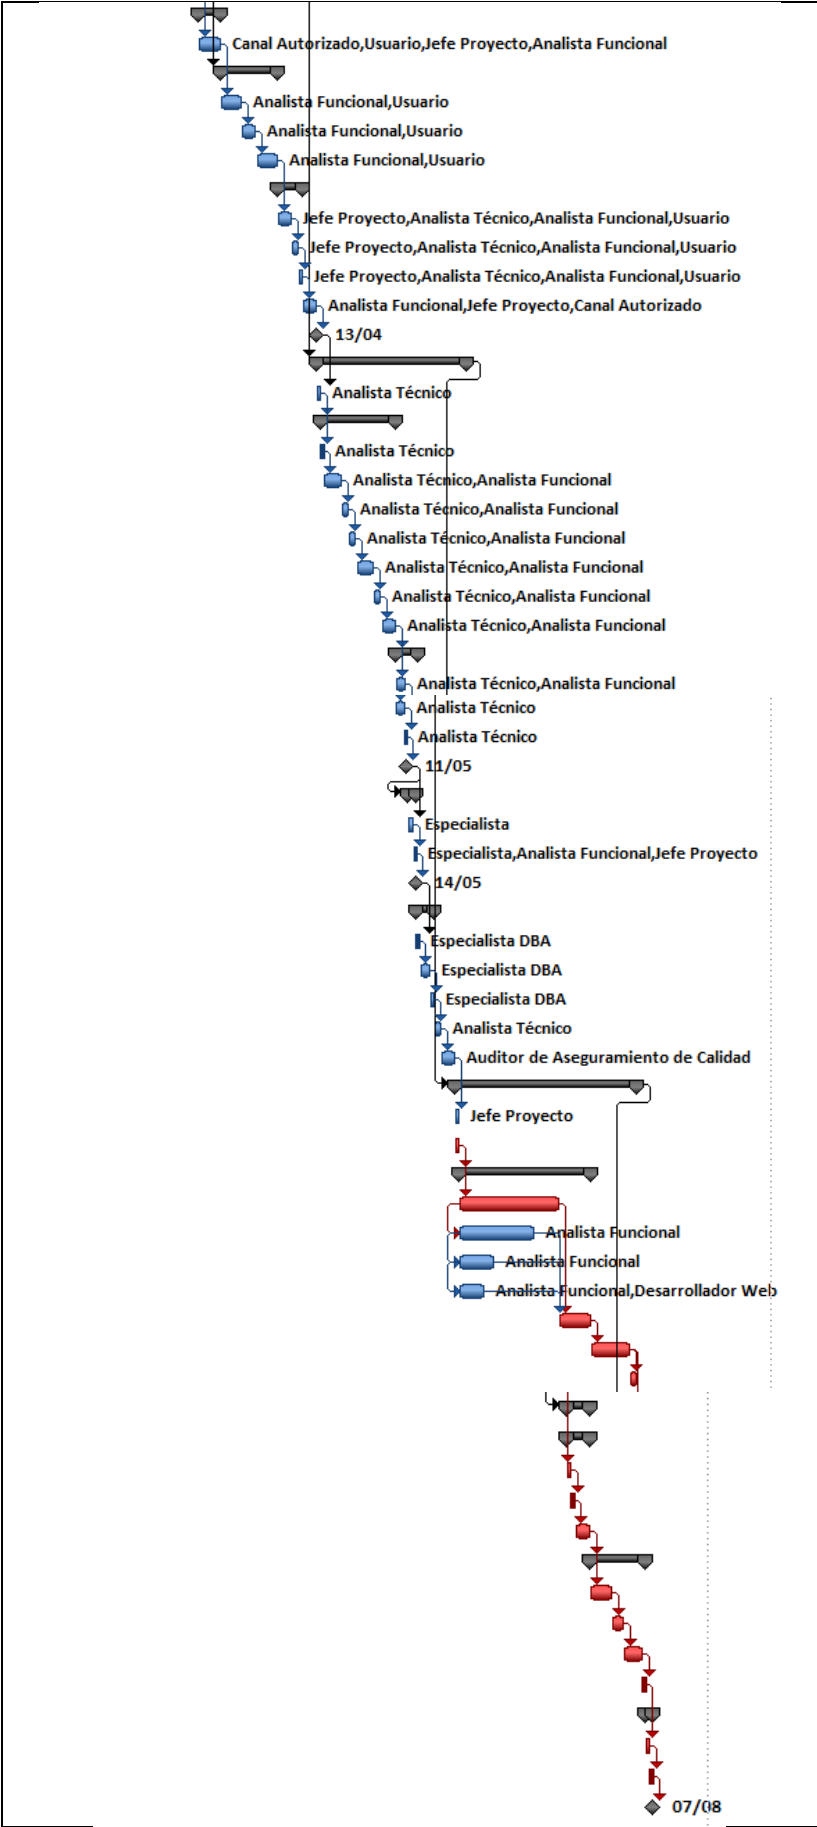 Canal Autorizado,Usuario,Jefe Proyecto,Analista Funcional
Analista Funcional,Usuario
Analista Funcional,Usuario
Analista Funcional,Usuario
Jefe Proyecto,Analista Técnico,Analista Funcional,Usuario
Jefe Proyecto,Analista Técnico,Analista Funcional,Usuario
Jefe Proyecto,Analista Técnico,Analista Funcional,Usuario
Analista Funcional,Jefe Proyecto,Canal Autorizado
13/04
Analista Técnico
Analista Técnico
Analista Técnico,Analista Funcional
Analista Técnico,Analista Funcional
Analista Técnico,Analista Funcional
Analista Técnico,Analista Funcional
Analista Técnico,Analista Funcional
Analista Técnico,Analista Funcional
Analista Técnico,Analista Funcional
Analista Técnico
Analista Técnico
11/05
Especialista
Especialista,Analista Funcional,Jefe Proyecto
14/05
Especialista DBA
Especialista DBA
Especialista DBA
Analista Técnico
Auditor de Aseguramiento de Calidad
Jefe Proyecto
Analista Funcional
Analista Funcional
Analista Funcional,Desarrollador Web
07/08